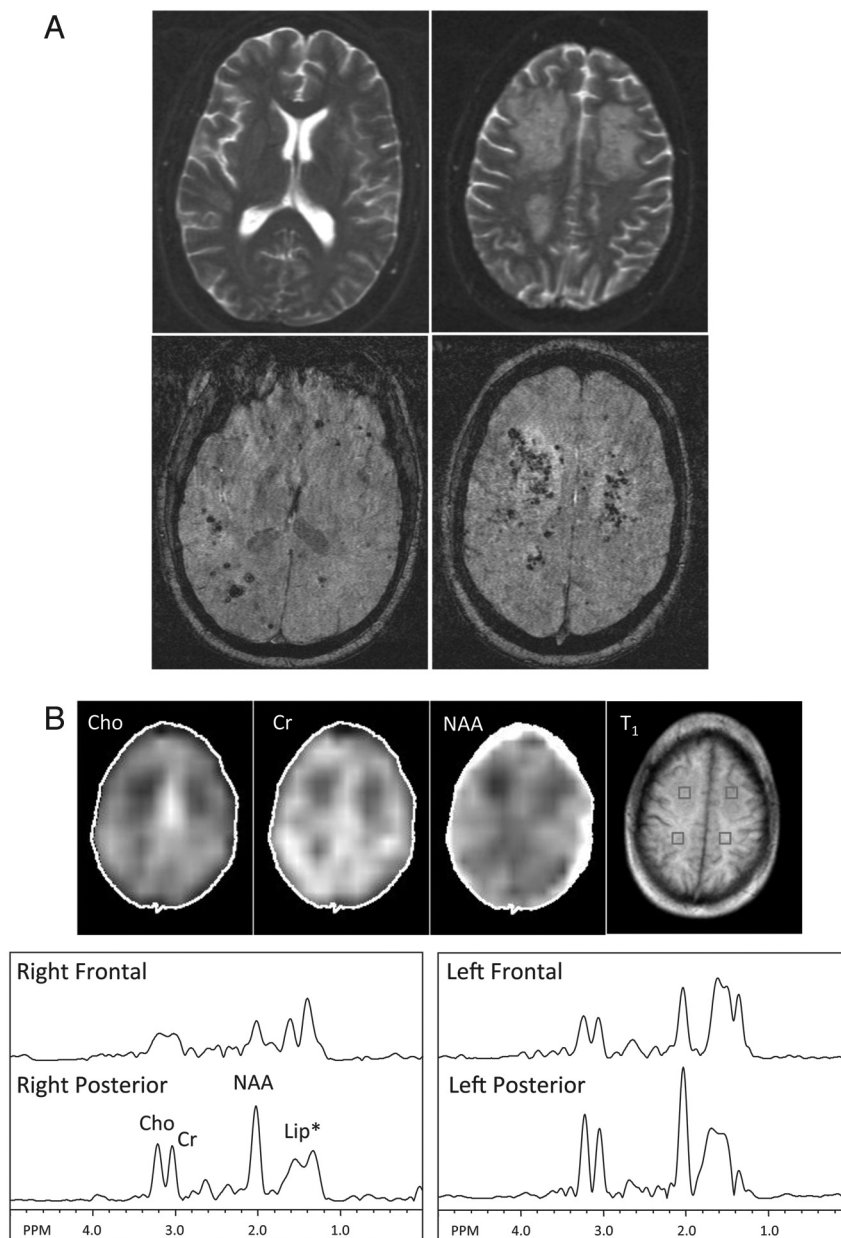 A
B
Cho
Cr
NAA
T1
Right Frontal
Left Frontal
Right Posterior
NAA
Cho
Cr
Lip*
Left Posterior
PPM 4.0 3.0 2.0 1.0
PPM 4.0 3.0 2.0 1.0